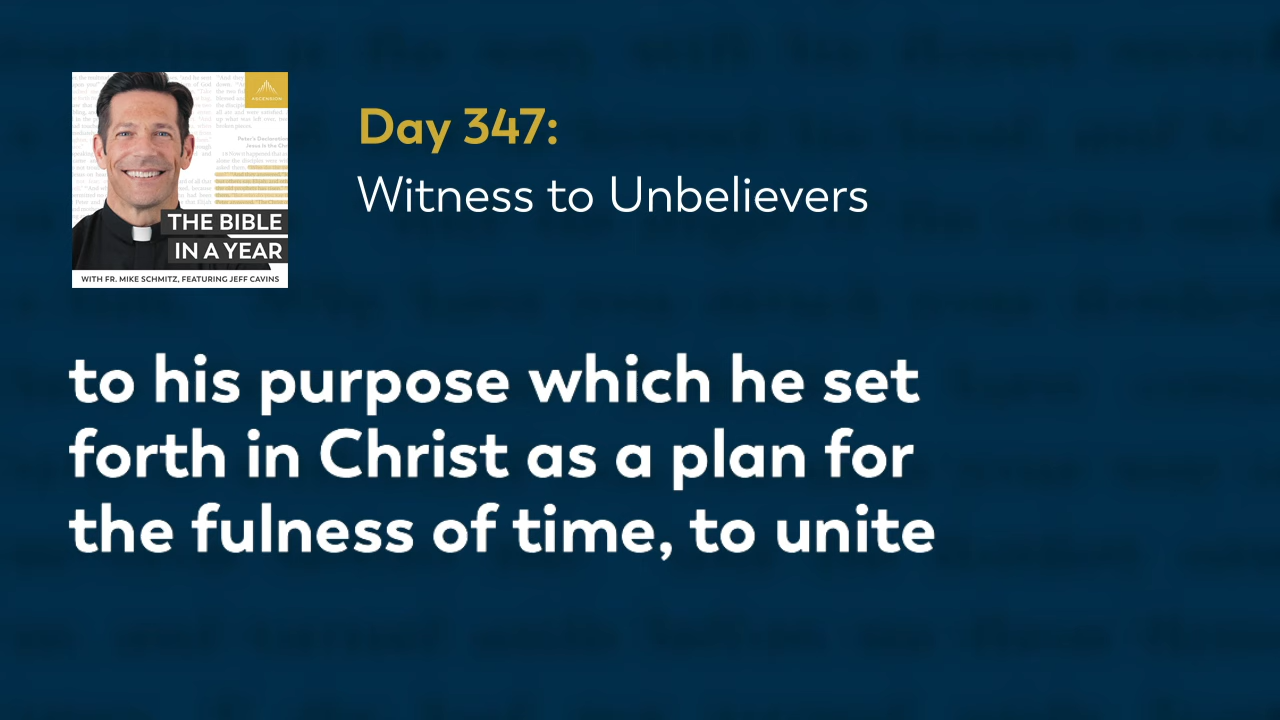 ASCENSION
THE BIBLE
IN A YEAR
WITH FR. MIKE SCHMITZ, FEATURING JEFF CAVINS
Day 347:
Witness to Unbelievers
to his purpose which he set
forth in Christ as a plan for
the fulness of time, to unite